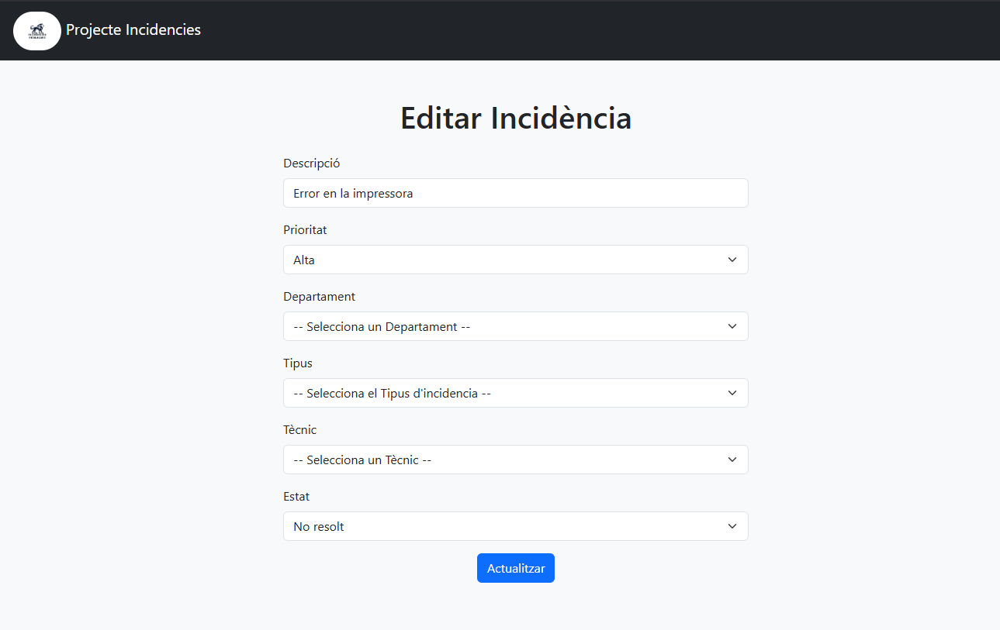 Projecte Incidencies
Editar Incidència
Descripció
Error en la impressora
Prioritat
Alta
Departament
-- Selecciona un Departament --
Tipus
-- Selecciona el Tipus d'incidencia --
Tècnic
-- Selecciona un Tècnic --
Estat
No resolt
Actualitzar